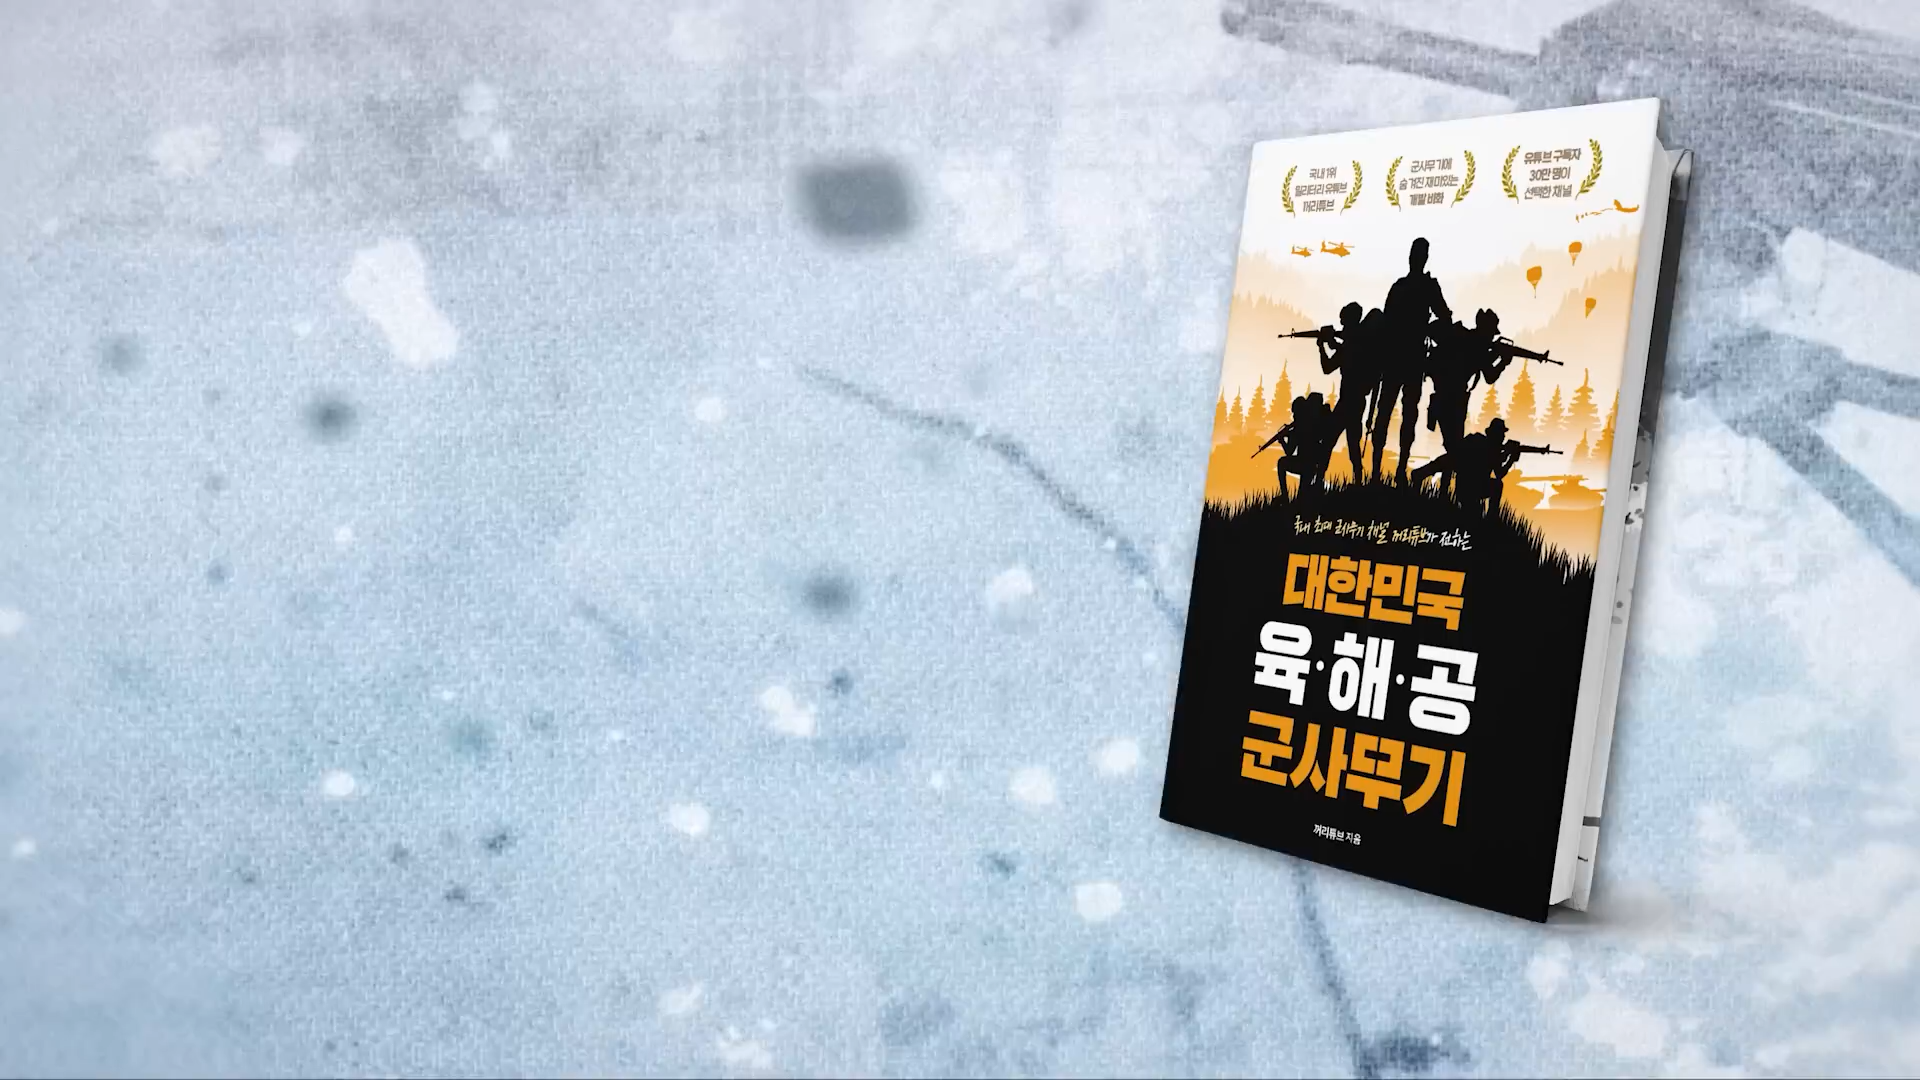 국내 1위
밀리터리 유튜브
꺼리튜브
군사무기에
숨겨진 재미있는
개발 비화
유튜브 구독자
30만 명이
선택한 채널
국내 최대 군사무기 채널 꺼리튜브가 전하는
대한민국
육·해·공
군사무기
꺼리튜브 지음